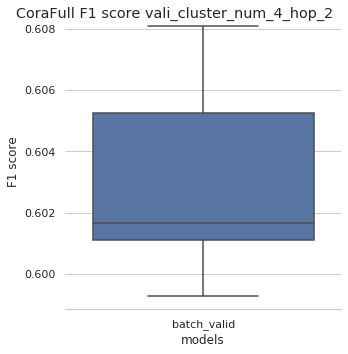 CoraFull F1 score vali_cluster_num_4_hop_2
0.608
0.606
0.604
0.602
0.600
F1 score
batch_valid
models